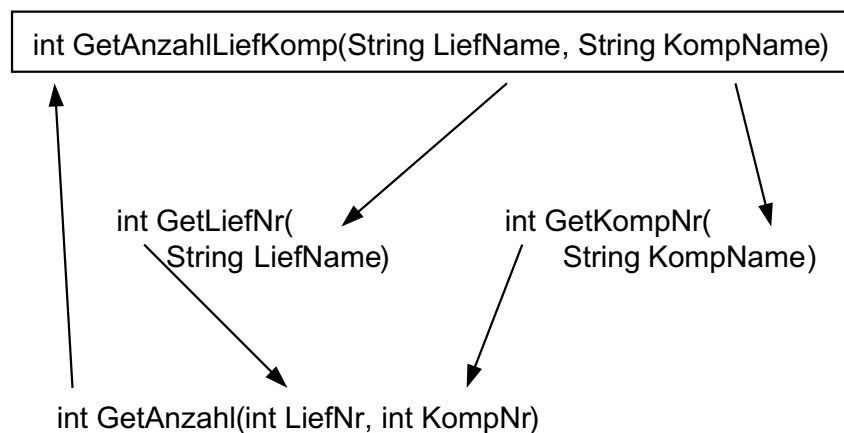 int GetAnzahlLiefKomp(String LiefName, String KompName)
int GetLiefNr(
String LiefName)
int GetKompNr(
String KompName)
int GetAnzahl(int LiefNr, int KompNr)